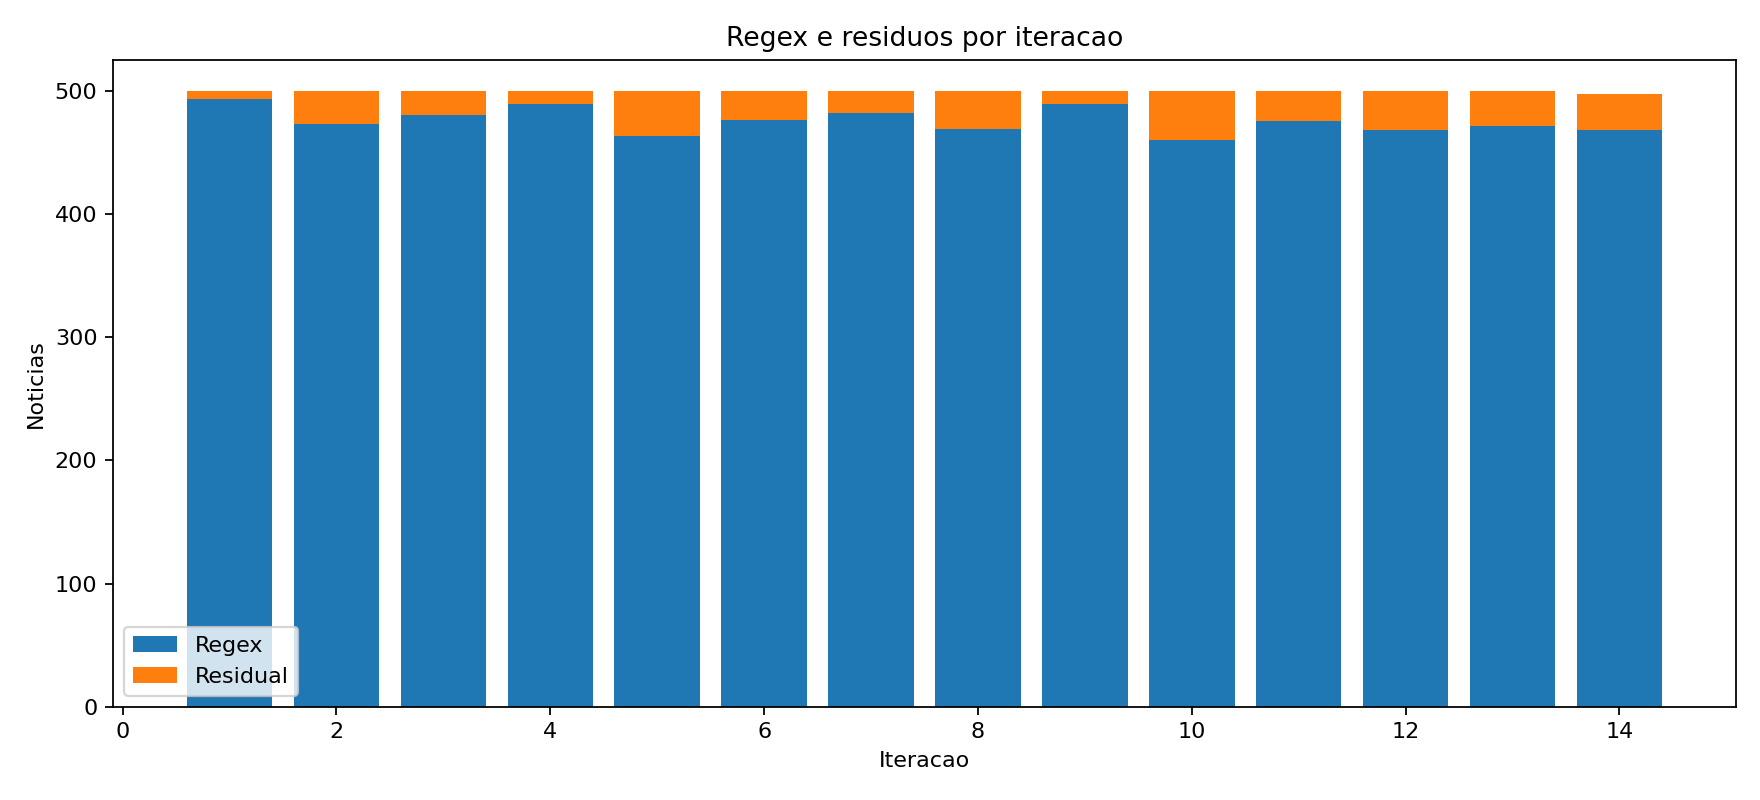 Regex e residuos por iteracao
500
400
300
200
100
0
Noticias
Regex
Residual
0 2 4 6 8 10 12 14
Iteracao